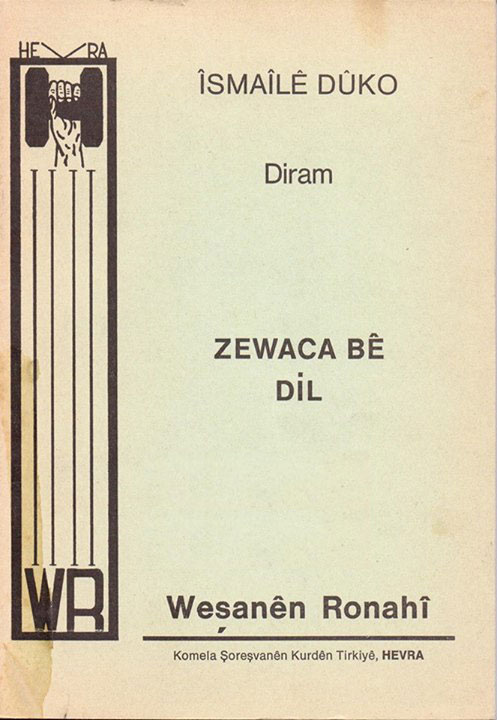 HEVRA
ÎSMAÎLÊ DÛKO
Diram
ZEWACA BÊ
DİL
WR
Weşanên Ronahî
Komela Şoreşvanên Kurdên Tirkiyê, HEVRA